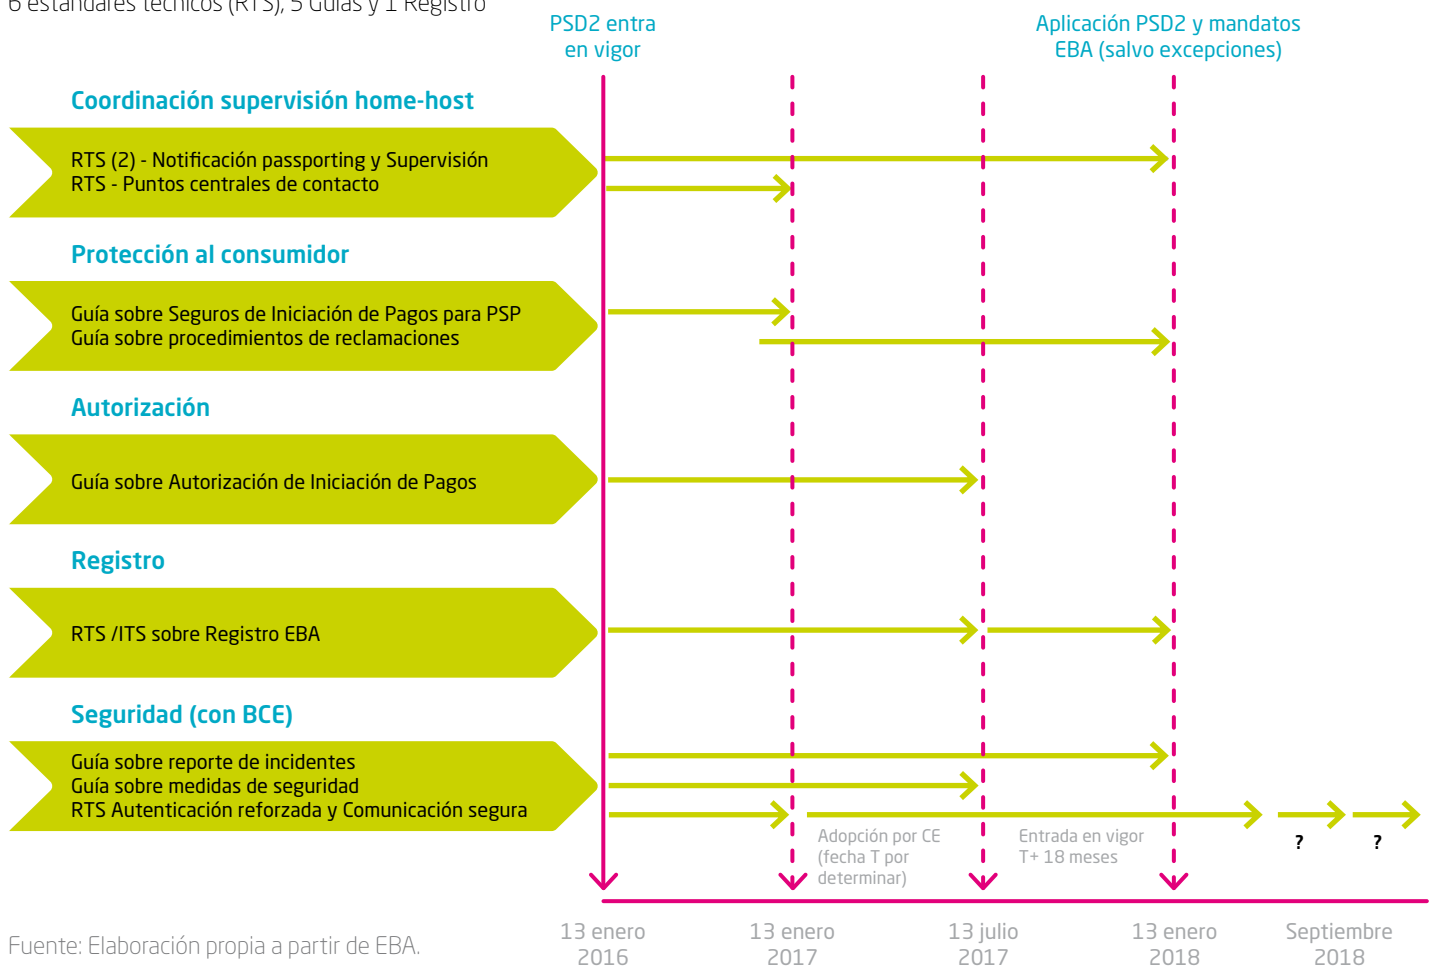 6 estándares técnicos (RTS), 5 Guías y 1 Registro
PSD2 entra
en vigor
Aplicación PSD2 y mandatos
EBA (salvo excepciones)
Coordinación supervisión home-host
RTS (2) - Notificación passporting y Supervisión
RTS - Puntos centrales de contacto
Protección al consumidor
Guía sobre Seguros de Iniciación de Pagos para PSP
Guía sobre procedimientos de reclamaciones
Autorización
Guía sobre Autorización de Iniciación de Pagos
Registro
RTS /ITS sobre Registro EBA
Seguridad (con BCE)
Guía sobre reporte de incidentes
Guía sobre medidas de seguridad
RTS Autenticación reforzada y Comunicación segura
Adopción por CE
(fecha T por
determinar)
Entrada en vigor
T+ 18 meses
?
?
13 enero
2016
13 enero
2017
13 julio
2017
13 enero
2018
Septiembre
2018
Fuente: Elaboración propia a partir de EBA.